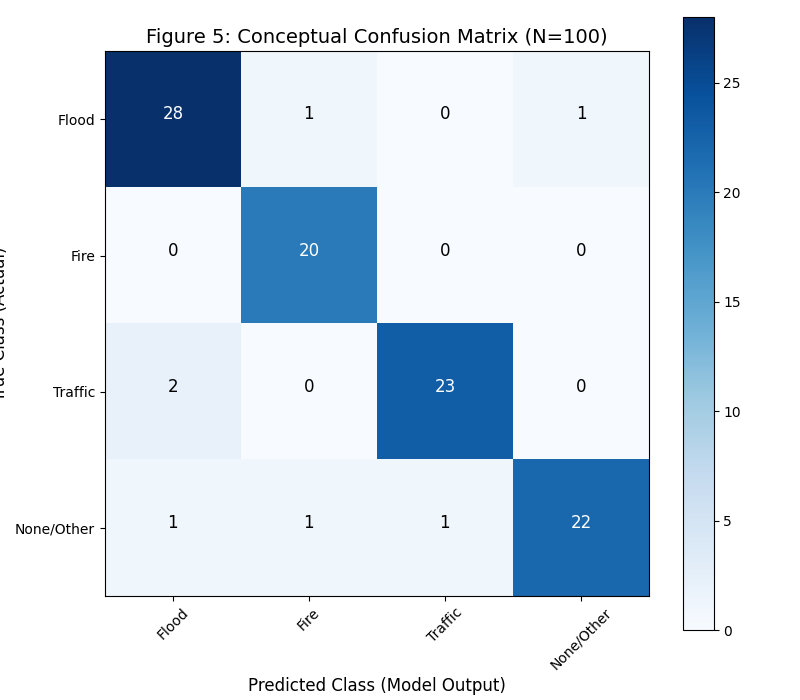 Figure 5: Conceptual Confusion Matrix (N=100)
Flood 28 1 0 1
Fire 0 20 0 0
Traffic 2 0 23 0
None/Other 1 1 1 22
Flood Fire Traffic None/Other
Predicted Class (Model Output)
25
20
15
10
5
0